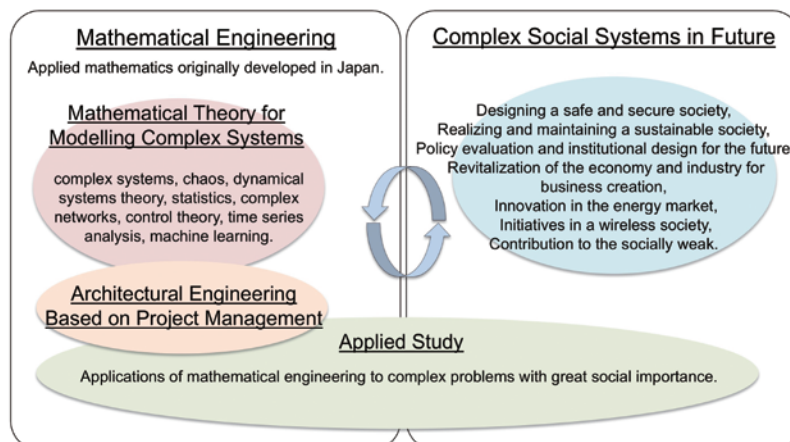 Mathematical Engineering
Applied mathematics originally developed in Japan.
Mathematical Theory for
Modelling Complex Systems
complex systems, chaos, dynamical
systems theory, statistics, complex
networks, control theory, time series
analysis, machine learning.
Architectural Engineering
Based on Project Management
Complex Social Systems in Future
Designing a safe and secure society,
Realizing and maintaining a sustainable society,
Policy evaluation and institutional design for the future
Revitalization of the economy and industry for
business creation,
Innovation in the energy market,
Initiatives in a wireless society,
Contribution to the socially weak.
Applied Study
Applications of mathematical engineering to complex problems with great social importance.